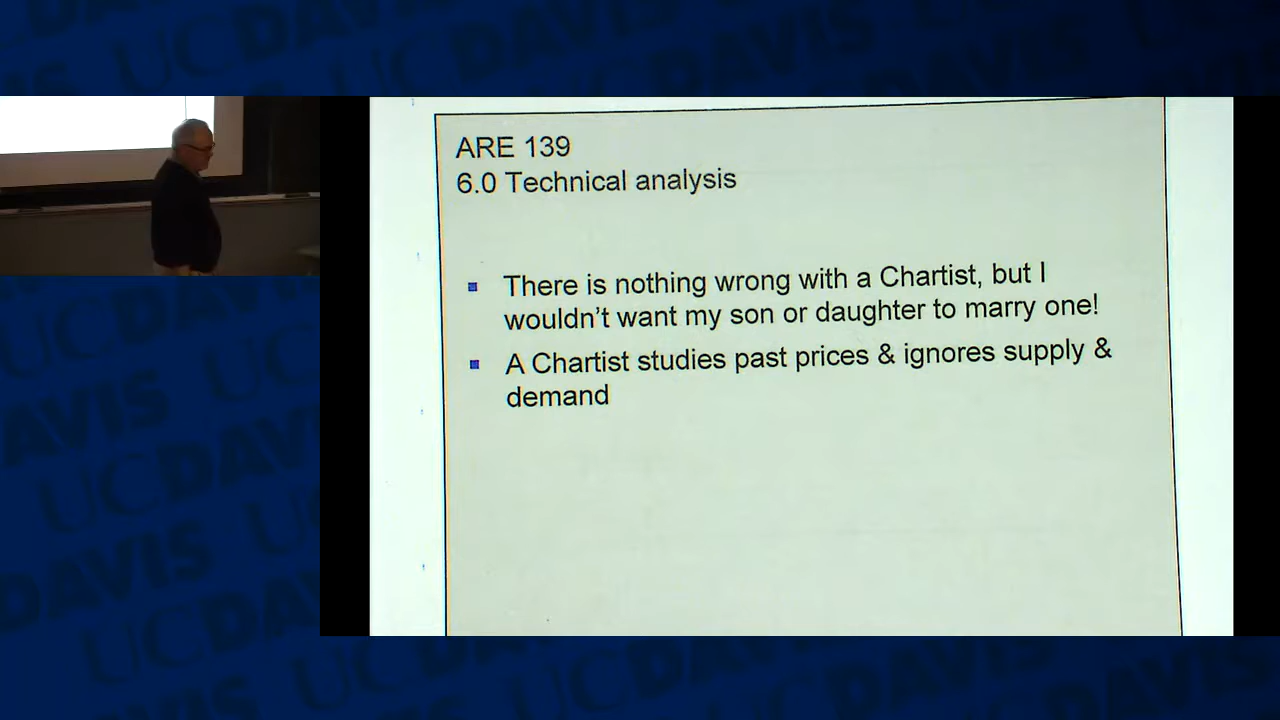 ARE 139
6.0 Technical analysis
▪ There is nothing wrong with a Chartist, but I
wouldn't want my son or daughter to marry one!
▪ A Chartist studies past prices & ignores supply &
demand
UCDAVIS